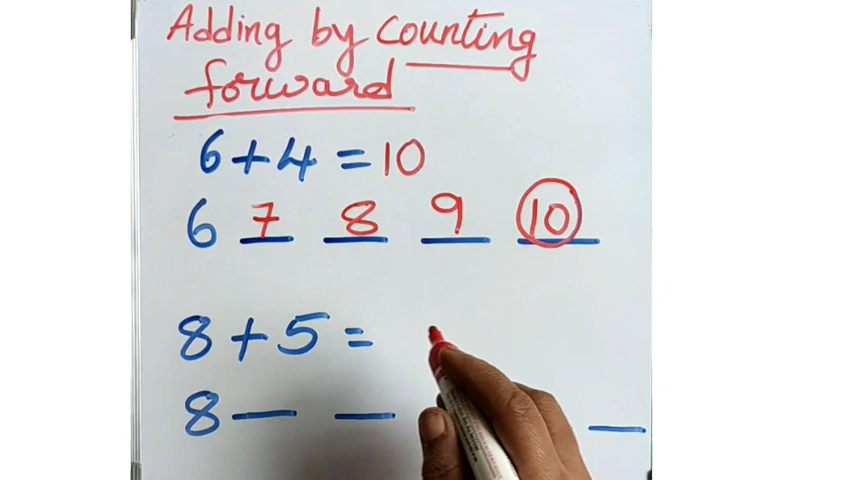 Adding by counting
forward
6+4=10
6 7 8 9 10
8+5=
8